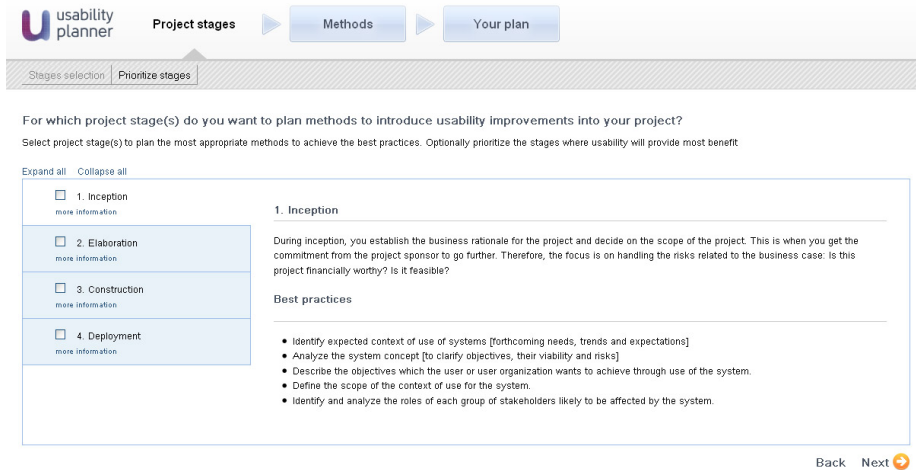 usability
planner
Project stages
Methods
Your plan
Stages selection
Prioritize stages
For which project stage(s) do you want to plan methods to introduce usability improvements into your project?
Select project stage(s) to plan the most appropriate methods to achieve the best practices. Optionally prioritize the stages where usability will provide most benefit
Expand all Collapse all
1. Inception
more information
2. Elaboration
more information
3. Construction
more information
4. Deployment
more information
1. Inception
During inception, you establish the business rationale for the project and decide on the scope of the project. This is when you get the
commitment from the project sponsor to go further. Therefore, the focus is on handling the risks related to the business case: Is this
project financially worthy? Is it feasible?
Best practices
• Identify expected context of use of systems [forthcoming needs, trends and expectations]
• Analyze the system concept [to clarify objectives, their viability and risks]
• Describe the objectives which the user or user organization wants to achieve through use of the system.
• Define the scope of the context of use for the system.
• Identify and analyze the roles of each group of stakeholders likely to be affected by the system.
Back Next